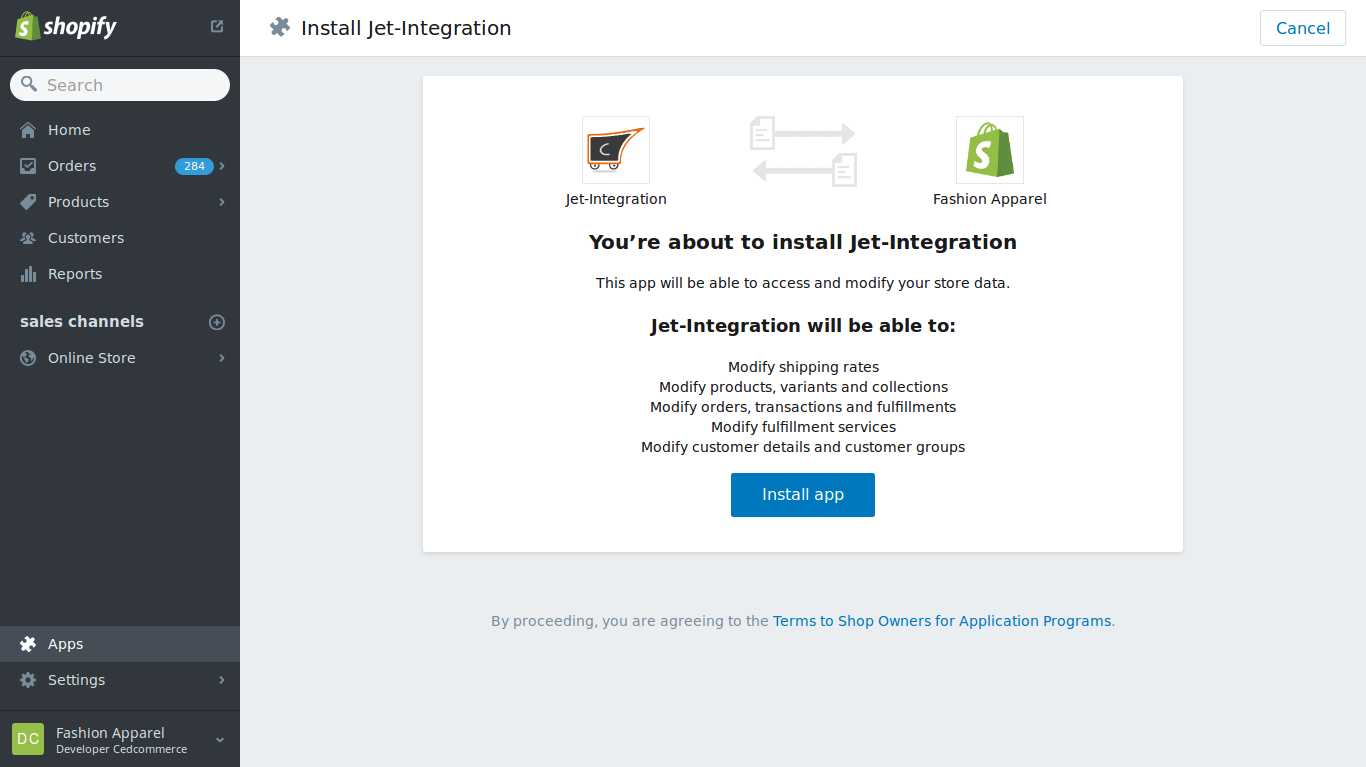 shopify
Install Jet-Integration
Cancel
Search
Home
Orders 284
Products
Customers
Reports
sales channels
Online Store
Apps
Settings
DC
Fashion Apparel
Developer Cedcommerce
C
Jet-Integration
S
Fashion Apparel
You’re about to install Jet-Integration
This app will be able to access and modify your store data.
Jet-Integration will be able to:
Modify shipping rates
Modify products, variants and collections
Modify orders, transactions and fulfillments
Modify fulfillment services
Modify customer details and customer groups
Install app
By proceeding, you are agreeing to the Terms to Shop Owners for Application Programs.